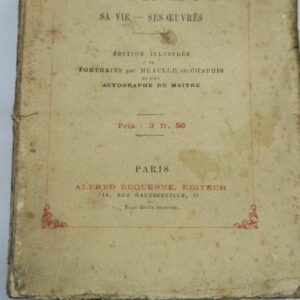 SA VIE — SES ŒUVRES
ÉDITION ILLUSTRÉE
DE
PORTRAITS par MÉAULLE et CHAPUIS
ET D'UN
AUTOGRAPHE DU MAITRE
Prix : 3 fr. 50
PARIS
ALFRED DUQUESNE, ÉDITEUR
16, RUE HAUTEFEUILLE, 16
Tous droits réservés.